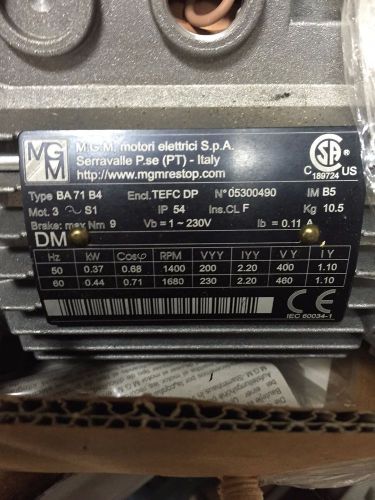 MGM
M.G.M. motori elettrici S.p.A.
Serravalle P.se (PT) - Italy
http://www.mgmrestop.com
C US
189724
Type BA 71 B4 Encl.TEFC DP N° 05300490 IM B5
Mot. 3 ~ S1 IP 54 Ins.CL F Kg 10.5
Brake: max Nm 9 Vb = 1 ~ 230V Ib = 0.11 A
DM
Hz kW Cosφ RPM VYY IYY VY IY
50 0.37 0.68 1400 200 2.20 400 1.10
60 0.44 0.71 1680 230 2.20 460 1.10
CE
IEC 60034-1